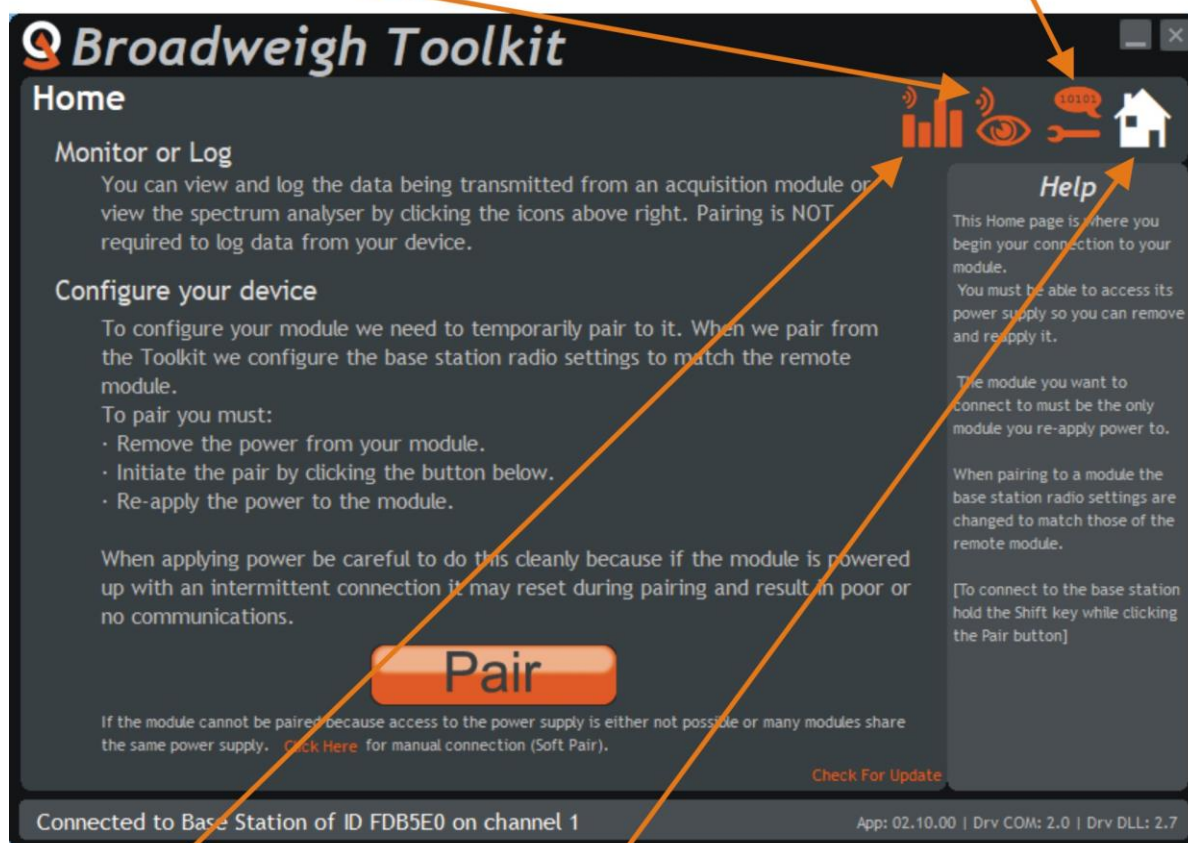 Broadweigh Toolkit
Home
10101
Monitor or Log
You can view and log the data being transmitted from an acquisition module or
view the spectrum analyser by clicking the icons above right. Pairing is NOT
required to log data from your device.
Configure your device
To configure your module we need to temporarily pair to it. When we pair from
the Toolkit we configure the base station radio settings to match the remote
module.
To pair you must:
· Remove the power from your module.
· Initiate the pair by clicking the button below.
· Re-apply the power to the module.
When applying power be careful to do this cleanly because if the module is powered
up with an intermittent connection it may reset during pairing and result in poor or
no communications.
Pair
If the module cannot be paired because access to the power supply is either not possible or many modules share
the same power supply. Click Here for manual connection (Soft Pair).
Check For Update
Help
This Home page is where you
begin your connection to your
module.
You must be able to access its
power supply so you can remove
and reapply it.
The module you want to
connect to must be the only
module you re-apply power to.
When pairing to a module the
base station radio settings are
changed to match those of the
remote module.
[To connect to the base station
hold the Shift key while clicking
the Pair button]
Connected to Base Station of ID FDB5E0 on channel 1
App: 02.10.00 | Drv COM: 2.0 | Drv DLL: 2.7